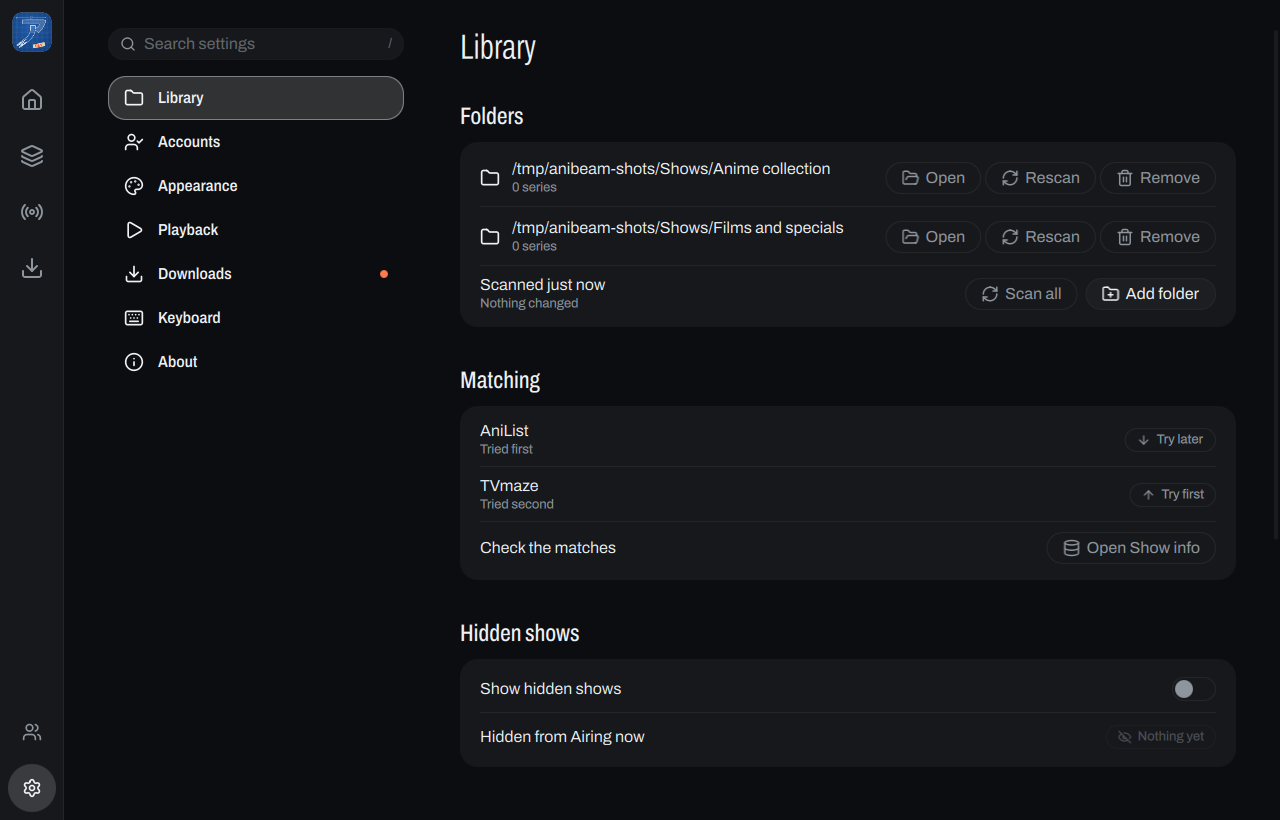 Search settings /
Library
Accounts
Appearance
Playback
Downloads
Keyboard
About
Library
Folders
/tmp/anibeam-shots/Shows/Anime collection
0 series
Open Rescan Remove
/tmp/anibeam-shots/Shows/Films and specials
0 series
Open Rescan Remove
Scanned just now
Nothing changed
Scan all Add folder
Matching
AniList
Tried first
Try later
TVmaze
Tried second
Try first
Check the matches
Open Show info
Hidden shows
Show hidden shows
Hidden from Airing now
Nothing yet